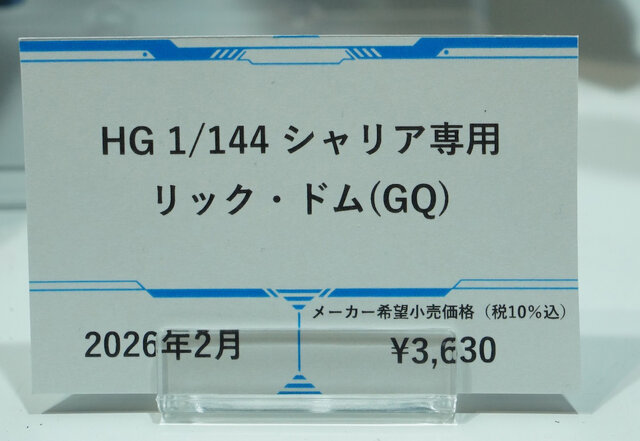 HG 1/144 シャリア専用
リック・ドム(GQ)
メーカー希望小売価格（税10%込）
2026年2月
¥3,630